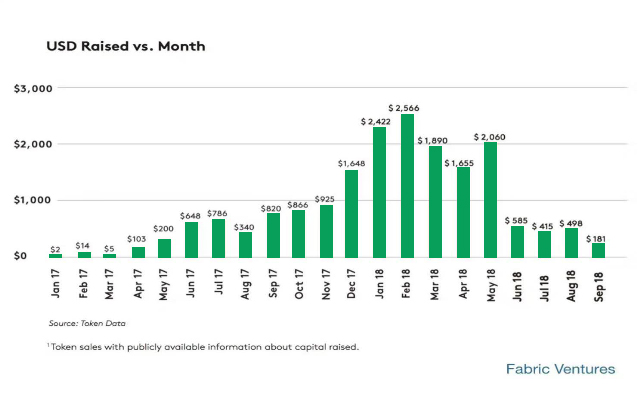 USD Raised vs. Month
$3,000
$2,000
$1,000
$0
$2
$14
$5
$103
$200
$648
$786
$340
$820
$866
$925
$1,648
$ 2,422
$ 2,566
$ 1,890
$ 1,655
$ 2,060
$ 585
$ 415
$ 498
$ 181
Jan 17
Feb 17
Mar 17
Apr 17
May 17
Jun 17
Jul 17
Aug 17
Sep 17
Oct 17
Nov 17
Dec 17
Jan 18
Feb 18
Mar 18
Apr 18
May 18
Jun 18
Jul 18
Aug 18
Sep 18
Source: Token Data
1 Token sales with publicly available information about capital raised.
Fabric Ventures